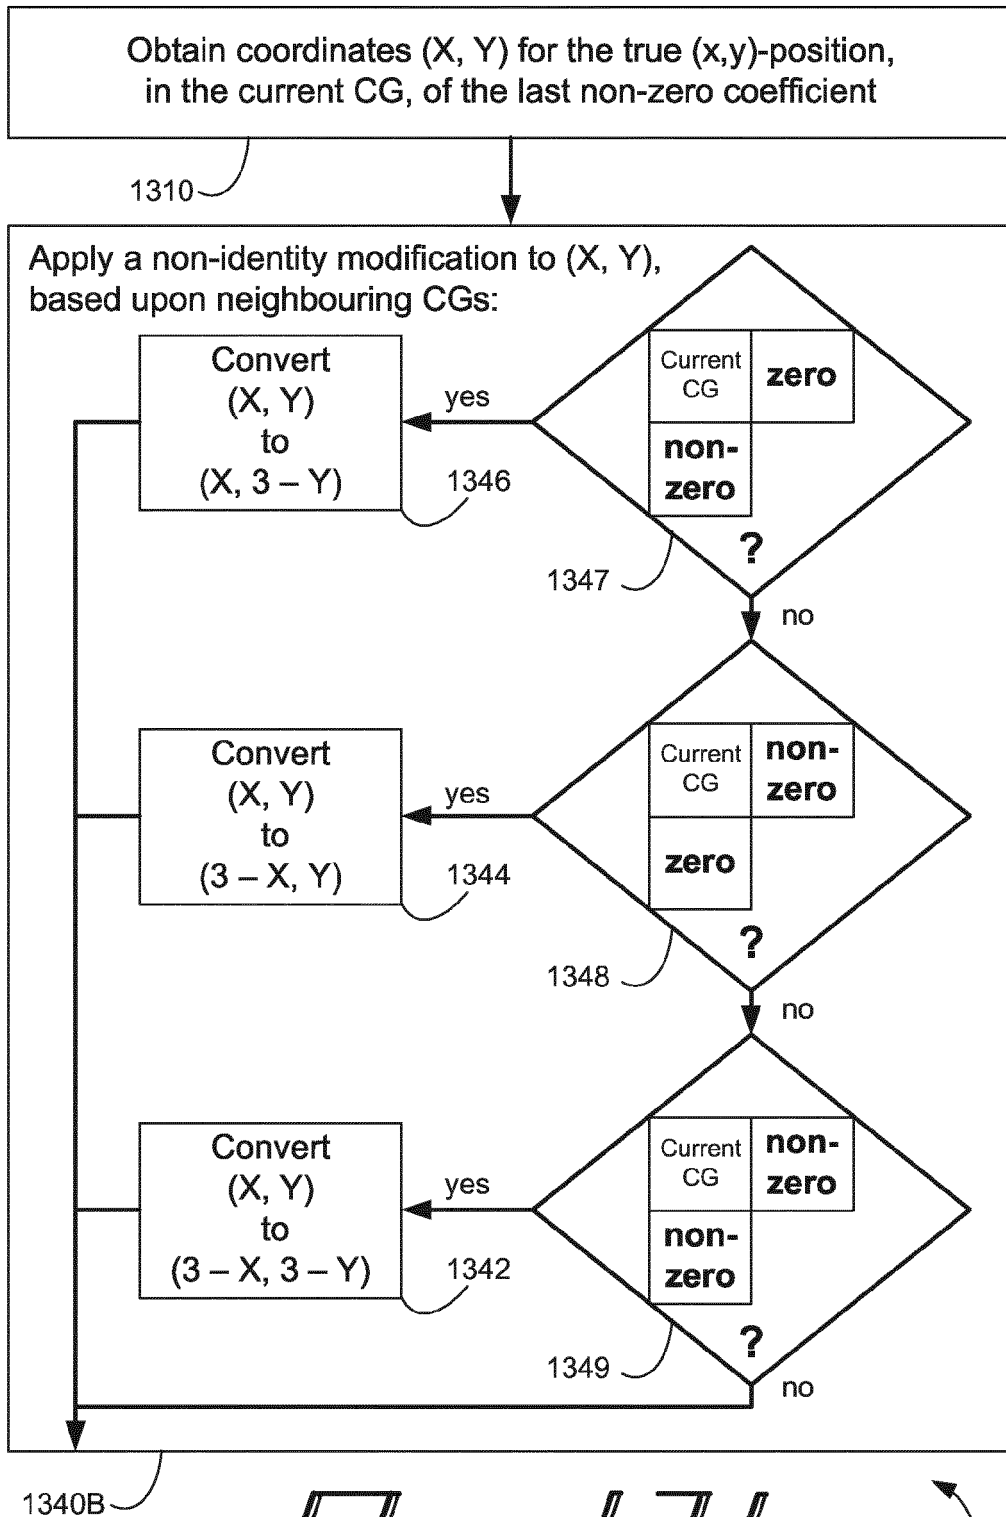 Obtain coordinates (X, Y) for the true (x,y)-position,
in the current CG, of the last non-zero coefficient
1310
Apply a non-identity modification to (X, Y),
based upon neighbouring CGs:
Convert
(X, Y)
to
(X, 3 – Y)
1346
yes
Current
CG
zero
non-
zero
?
1347
no
Convert
(X, Y)
to
(3 – X, Y)
1344
yes
Current
CG
non-
zero
zero
?
1348
no
Convert
(X, Y)
to
(3 – X, 3 – Y)
1342
yes
Current
CG
non-
zero
non-
zero
?
1349
no
1340B